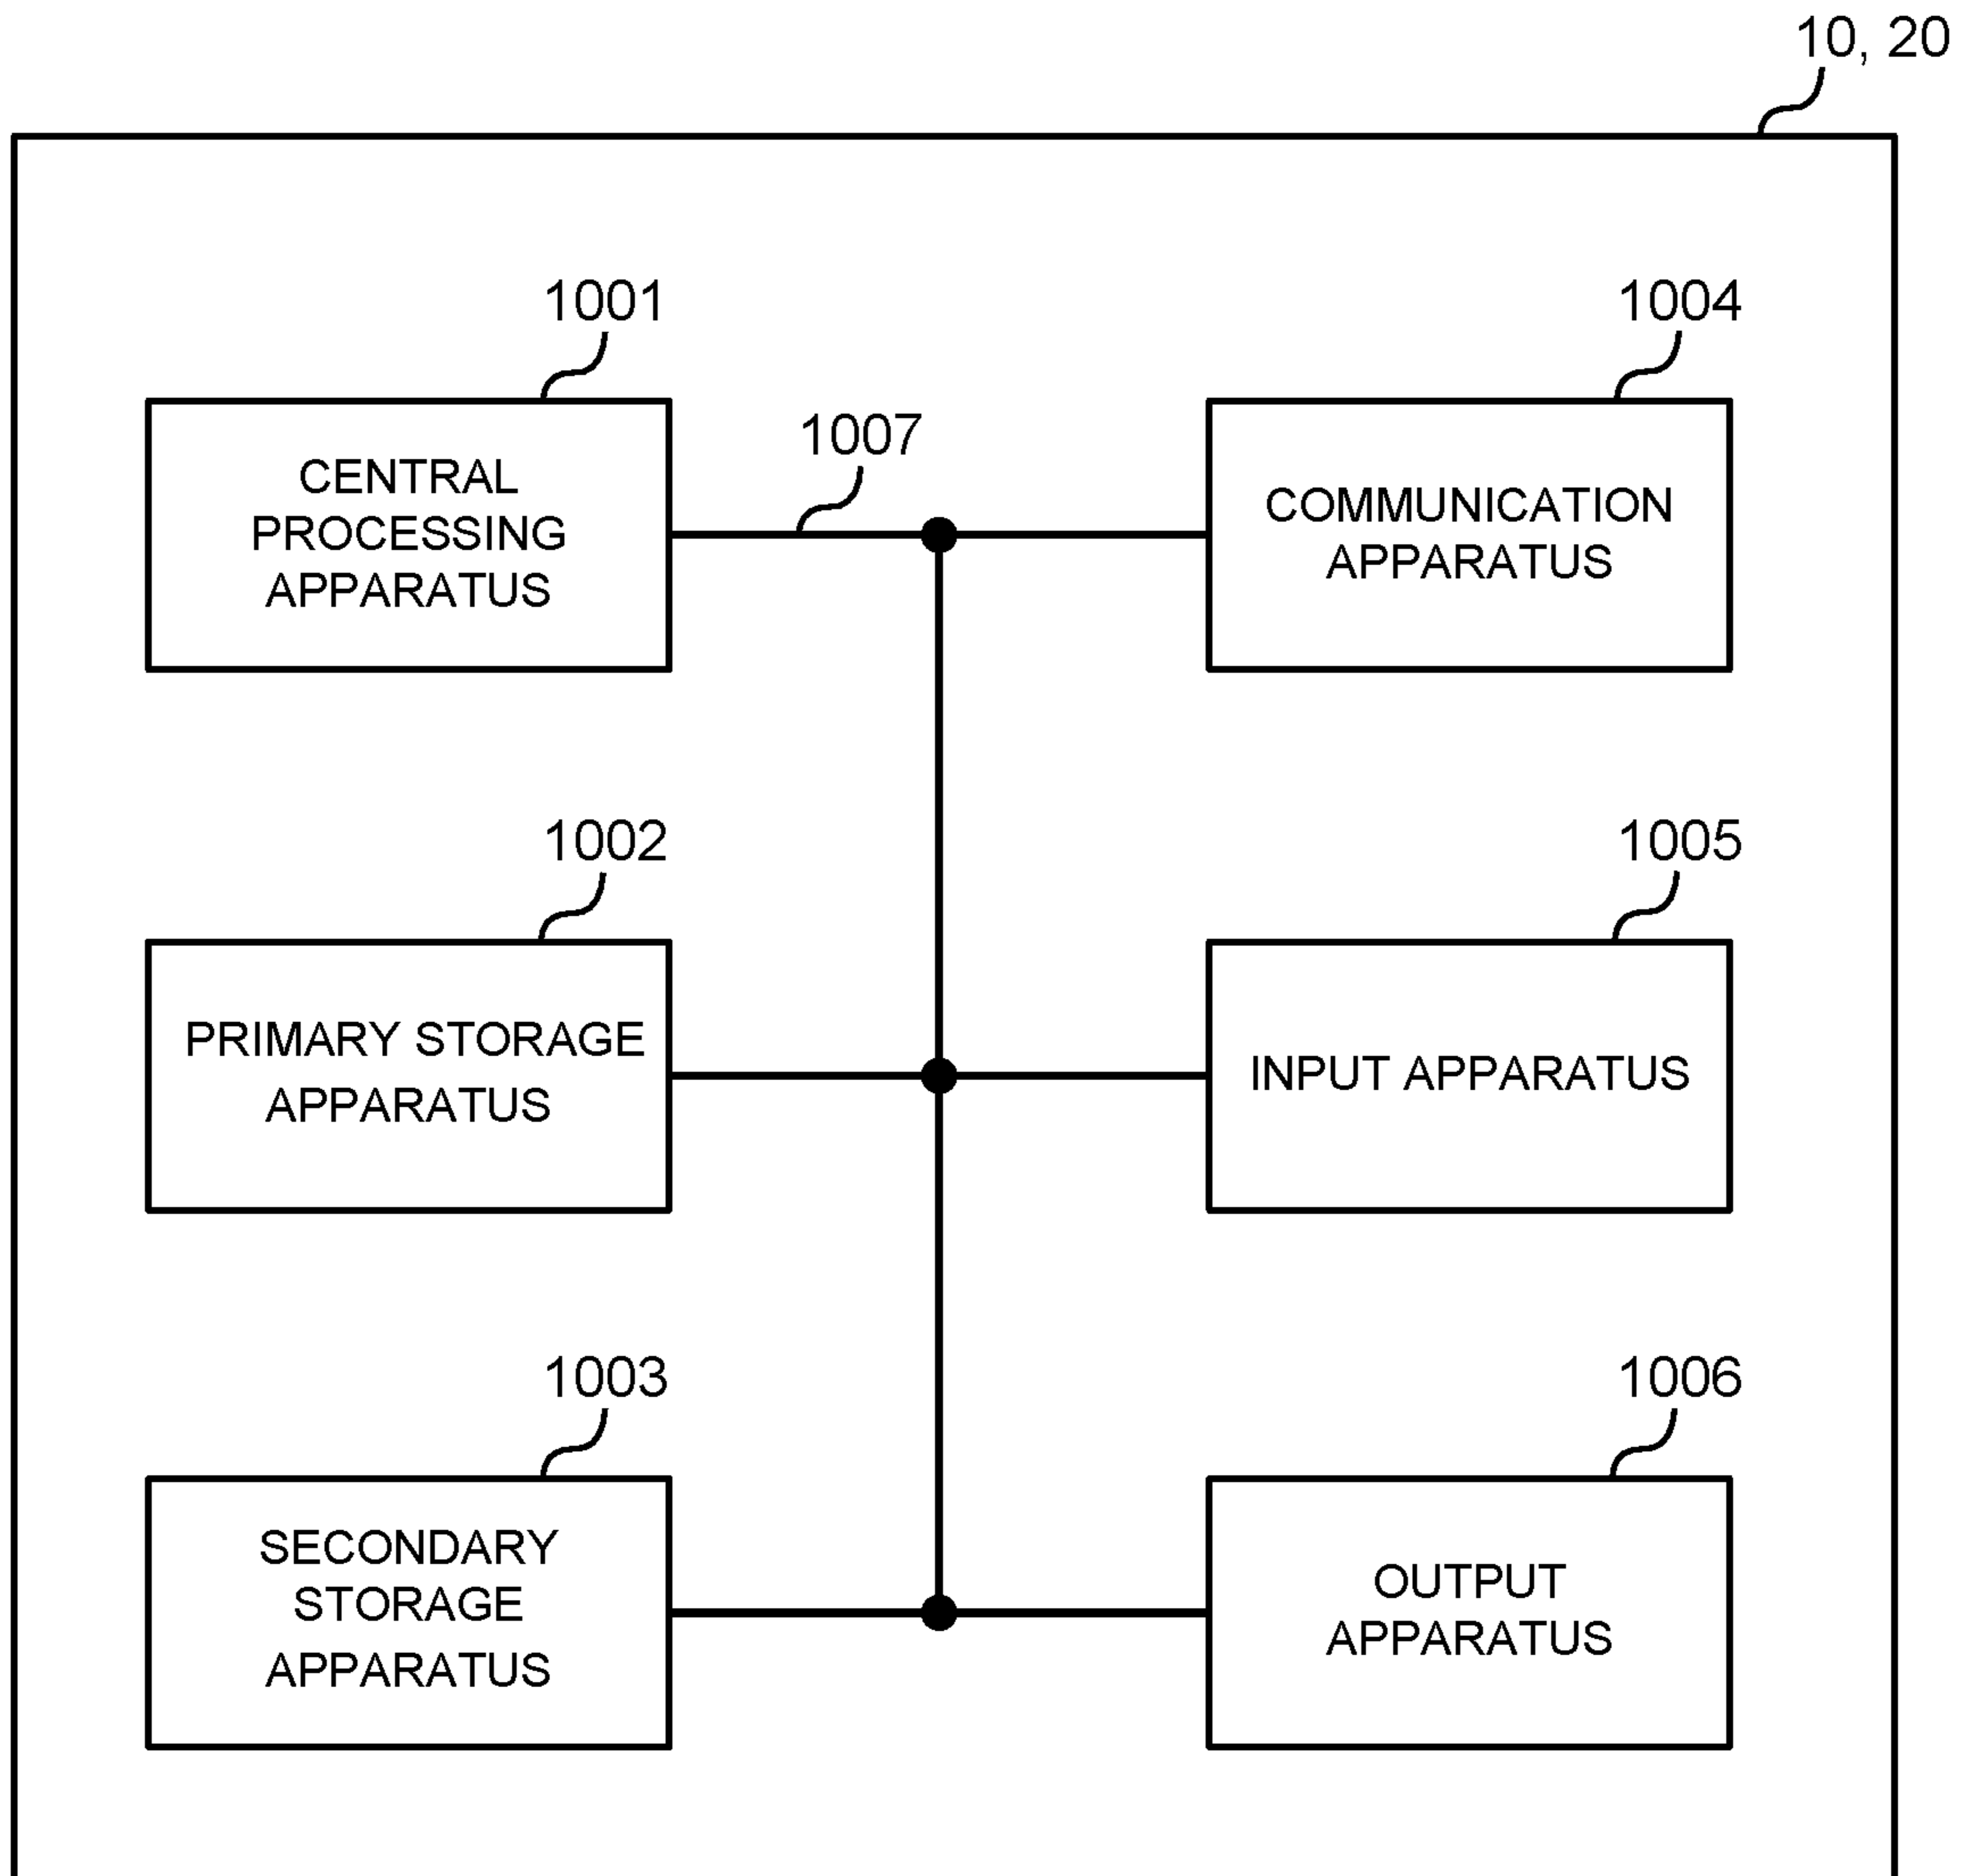 10, 20
1001
CENTRAL
PROCESSING
APPARATUS
1007
1004
COMMUNICATION
APPARATUS
1002
PRIMARY STORAGE
APPARATUS
1005
INPUT APPARATUS
1003
SECONDARY
STORAGE
APPARATUS
1006
OUTPUT
APPARATUS